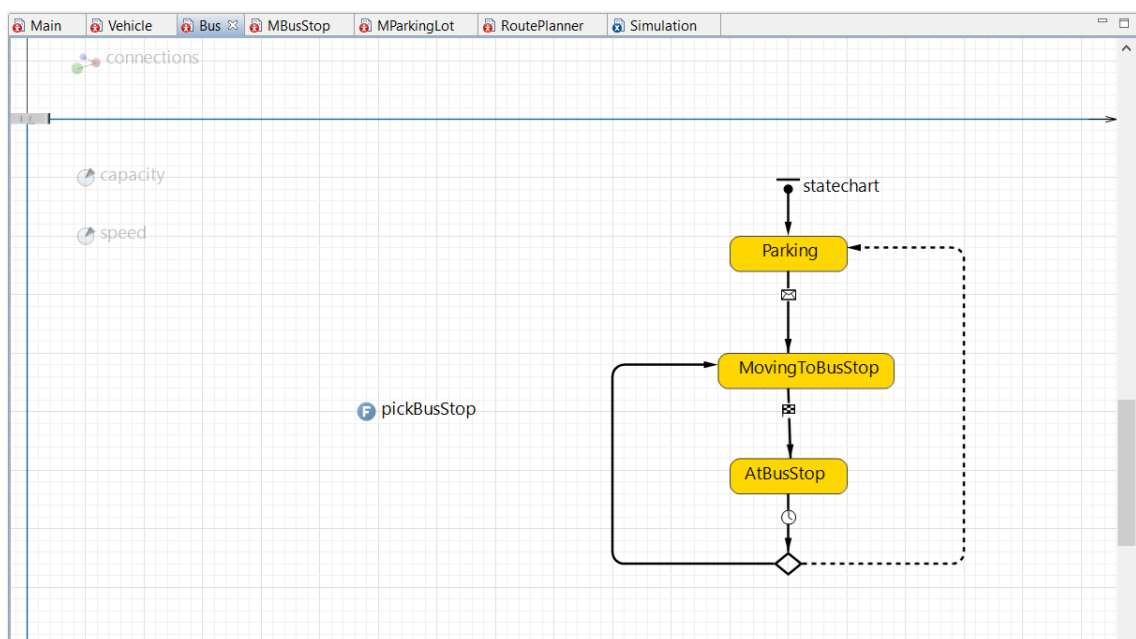 Main Vehicle Bus MBusStop MParkingLot RoutePlanner Simulation
connections
capacity
statechart
speed
Parking
MovingToBusStop
F pickBusStop
AtBusStop